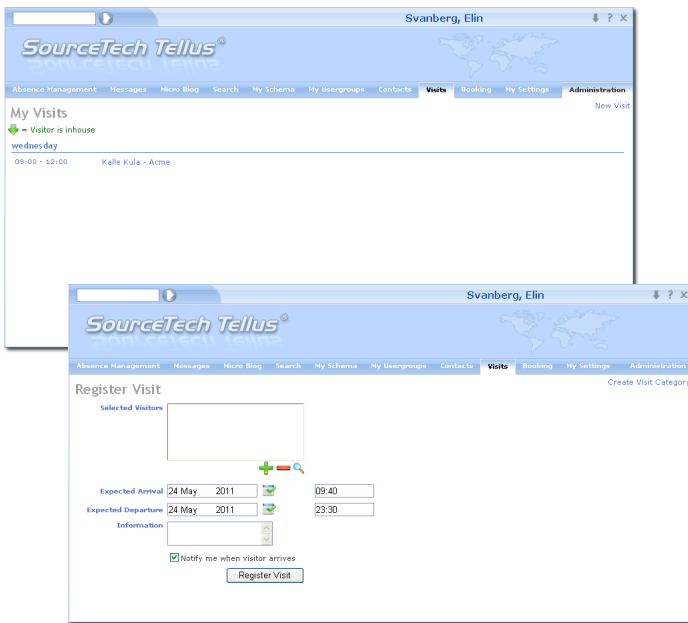 Svanberg, Elin ? X
SourceTech Tellus®
Absence Management Messages Micro Blog Search My Schema My Usergroups Contacts Visits Booking My Settings Administration
My Visits New Visit
= Visitor is inhouse
wednesday
09:00 - 12:00 Kalle Kula - Acme
Svanberg, Elin ? X
SourceTech Tellus®
Absence Management Messages Micro Blog Search My Schema My Usergroups Contacts Visits Booking My Settings Administration
Register Visit Create Visit Category
Selected Visitors
Expected Arrival 24 May 2011 09:40
Expected Departure 24 May 2011 23:30
Information
Notify me when visitor arrives
Register Visit